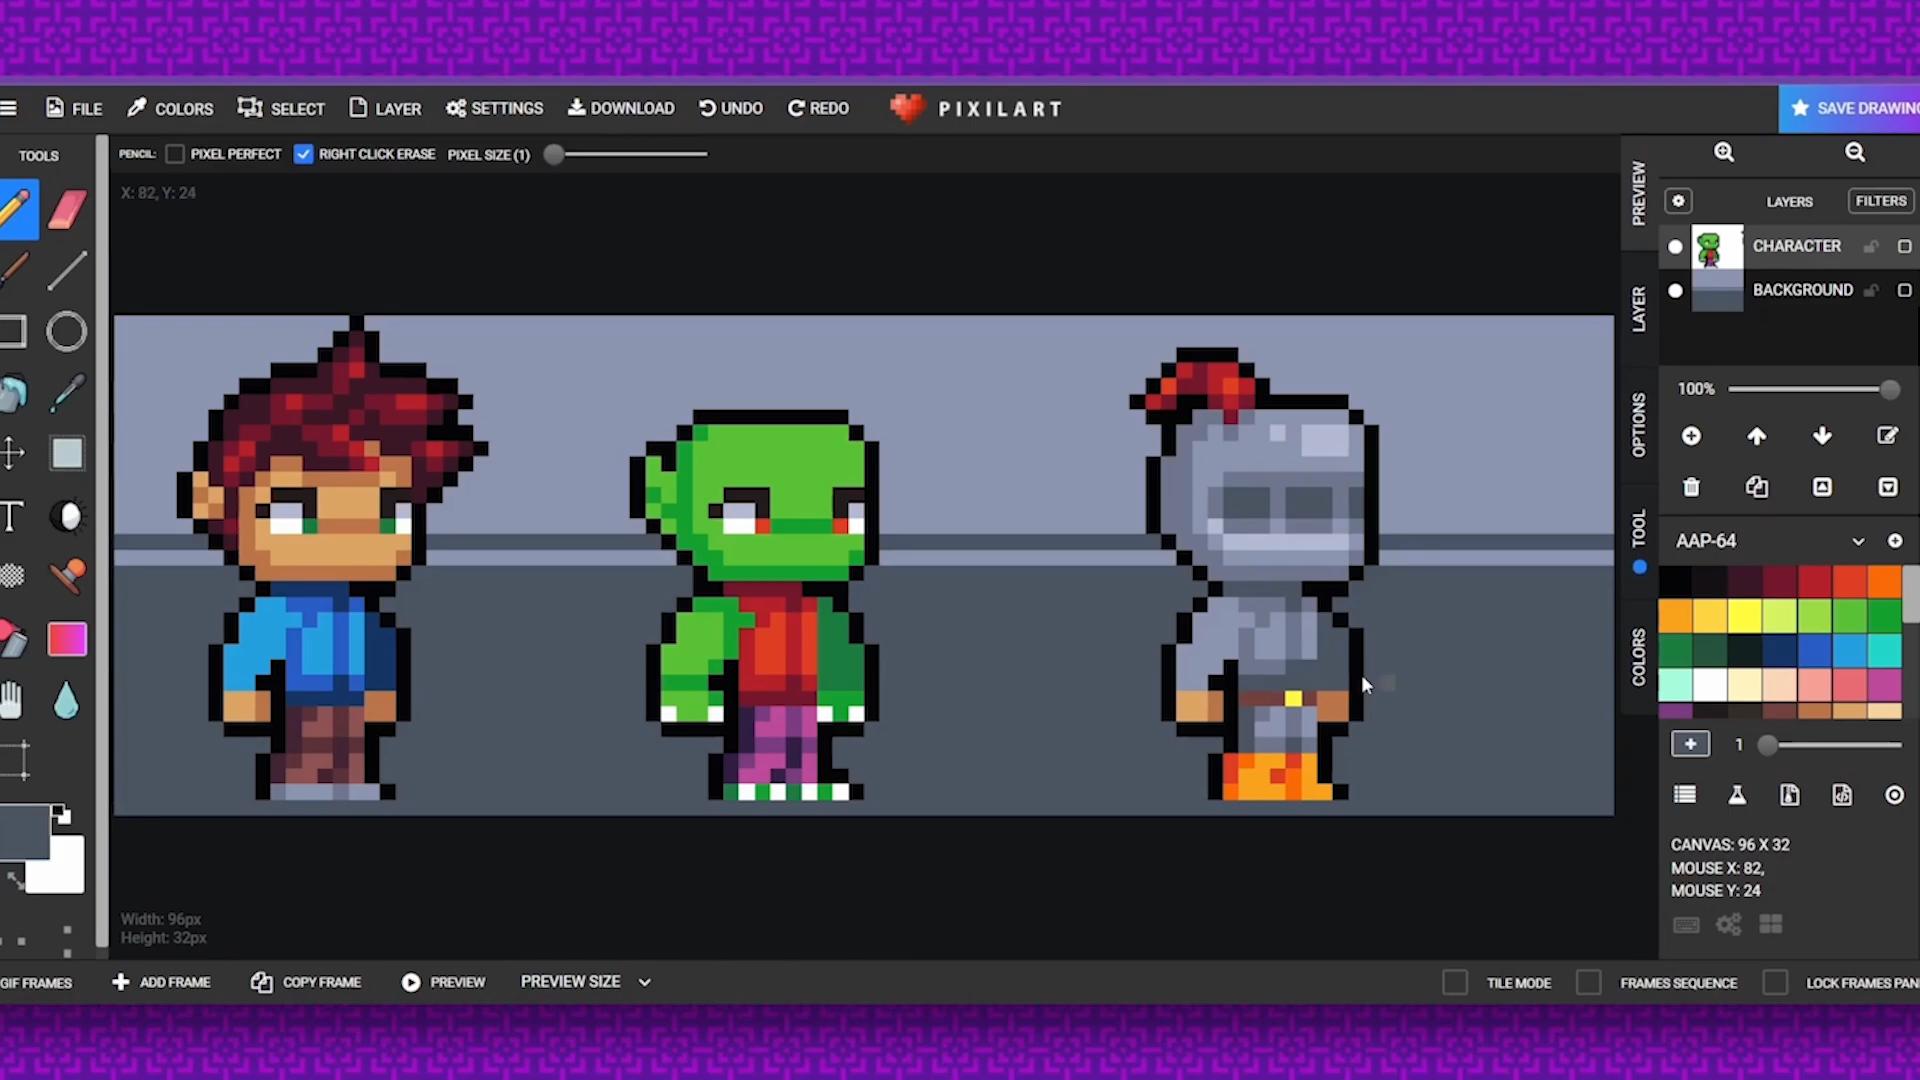 FILE COLORS SELECT LAYER SETTINGS DOWNLOAD UNDO REDO PIXILART SAVE DRAWING
TOOLS
PENCIL: PIXEL PERFECT RIGHT CLICK ERASE PIXEL SIZE (1)
X: 82, Y: 24
PREVIEW
LAYER
OPTIONS
TOOL
COLORS
LAYERS FILTERS
CHARACTER
BACKGROUND
100%
AAP-64
1
CANVAS: 96 X 32
MOUSE X: 82,
MOUSE Y: 24
Width: 96px
Height: 32px
GIF FRAMES ADD FRAME COPY FRAME PREVIEW PREVIEW SIZE TILE MODE FRAMES SEQUENCE LOCK FRAMES PAN